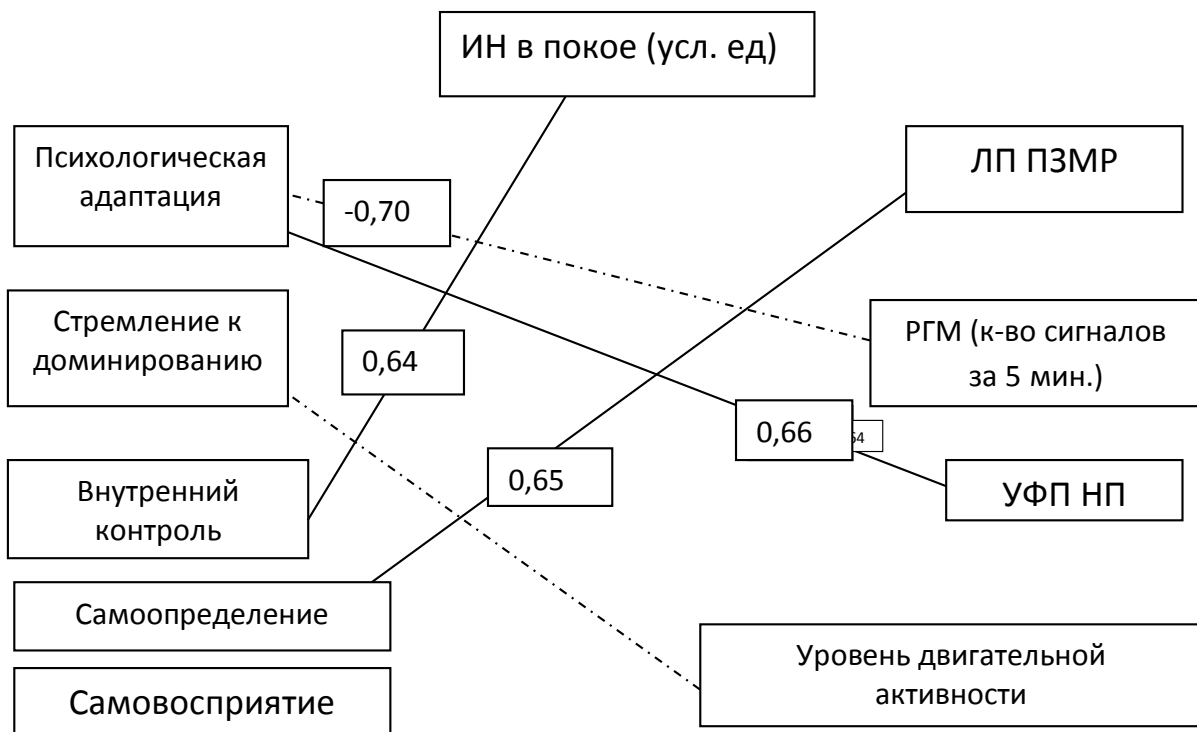 ИН в покое (усл. ед)
Психологическая
адаптация
-0,70
ЛП ПЗМР
Стремление к
доминированию
0,64
РГМ (к-во сигналов
за 5 мин.)
0,66
Внутренний
контроль
0,65
УФП НП
Самоопределение
Уровень двигательной
активности
Самовосприятие